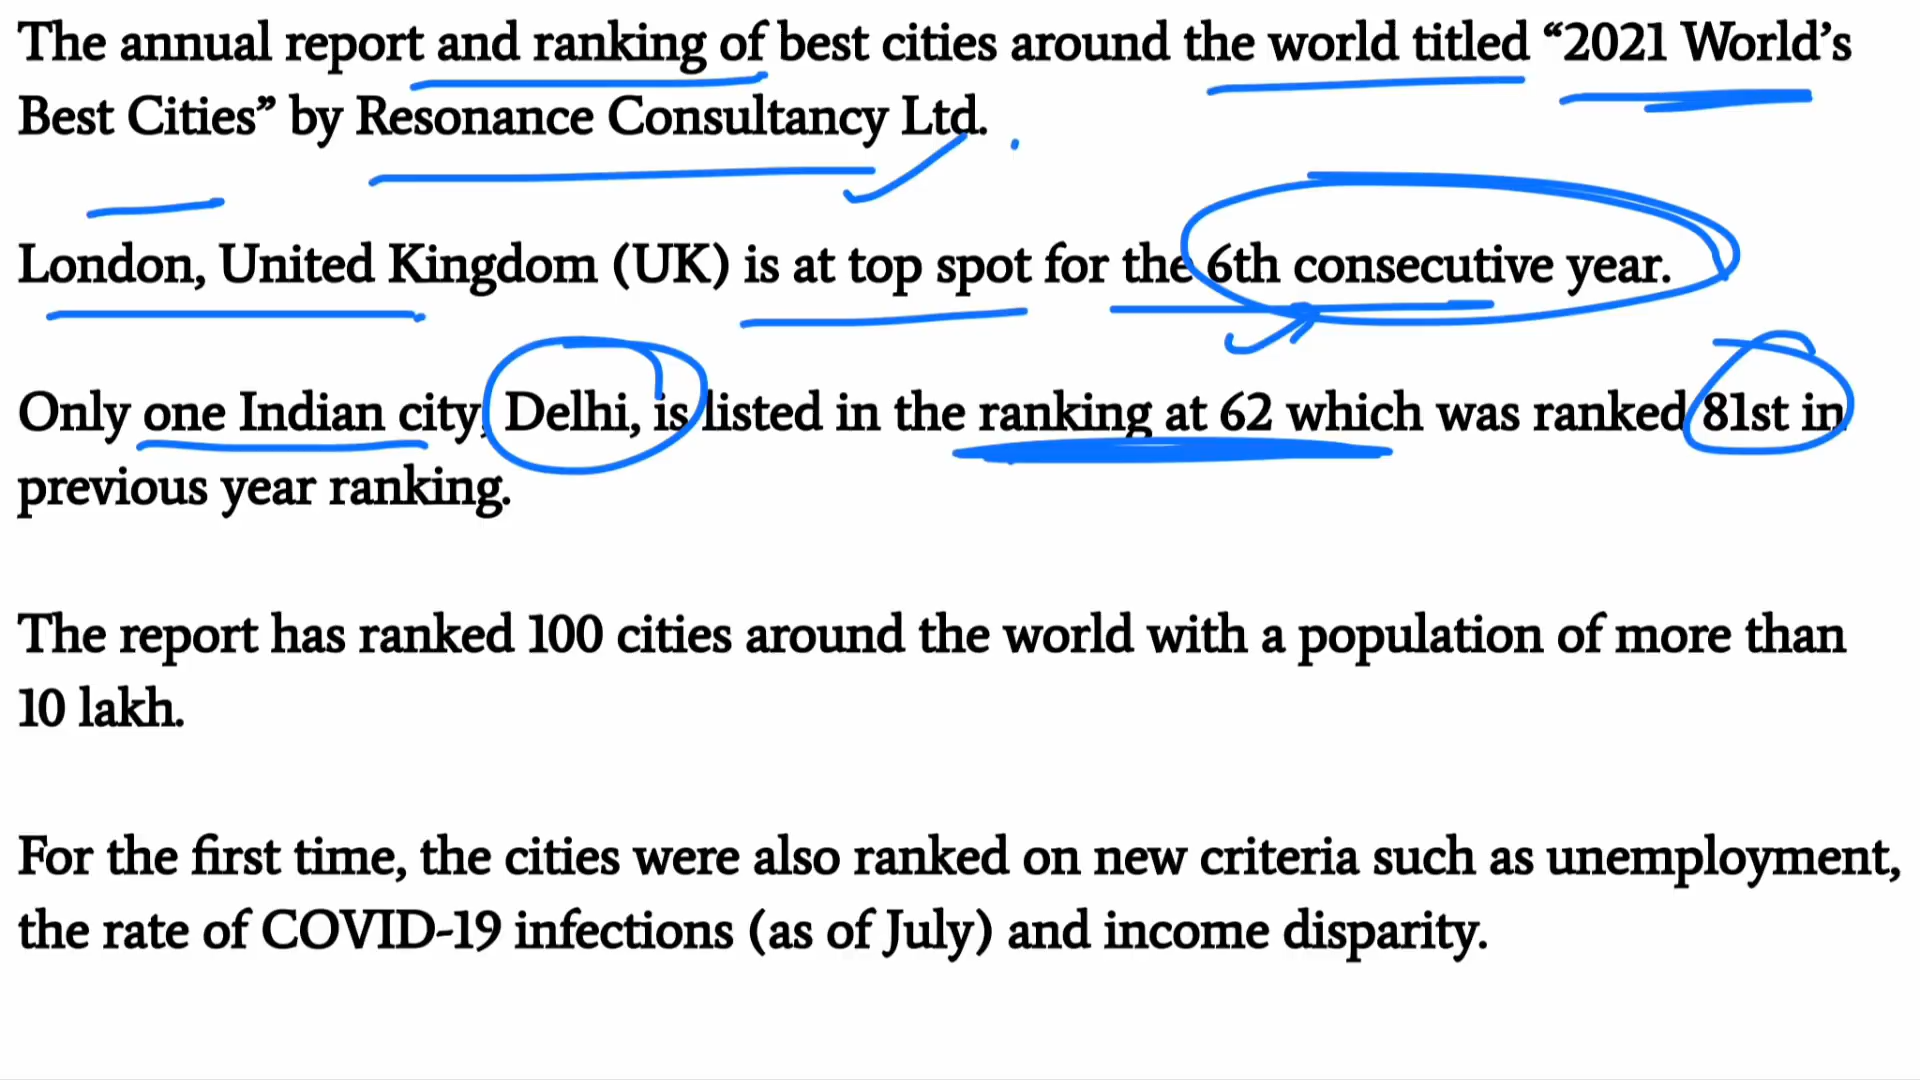 The annual report and ranking of best cities around the world titled “2021 World’s
Best Cities” by Resonance Consultancy Ltd.
London, United Kingdom (UK) is at top spot for the 6th consecutive year.
Only one Indian city, Delhi, is listed in the ranking at 62 which was ranked 81st in
previous year ranking.
The report has ranked 100 cities around the world with a population of more than
10 lakh.
For the first time, the cities were also ranked on new criteria such as unemployment,
the rate of COVID-19 infections (as of July) and income disparity.